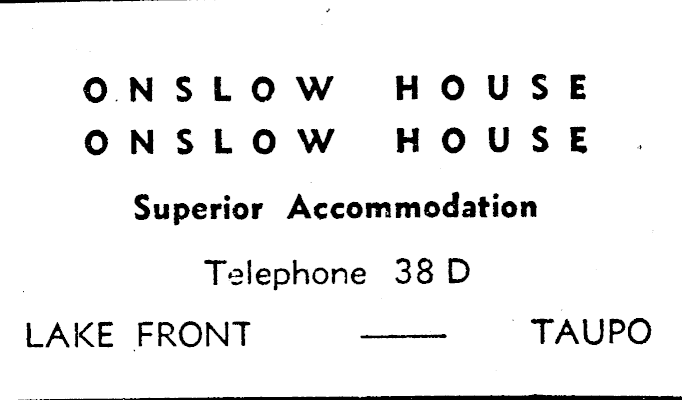 ONSLOW HOUSE
ONSLOW HOUSE
Superior Accommodation
Telephone 38 D
LAKE FRONT —— TAUPO